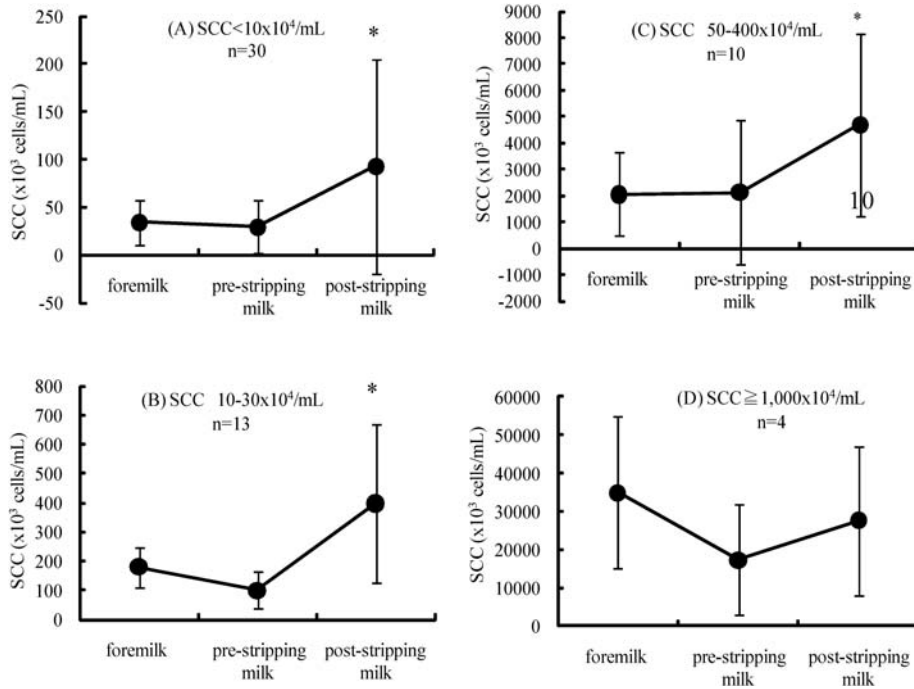 (A) SCC<10x10⁴/mL
n=30
*
SCC (x10³ cells/mL)
250
200
150
100
50
0
-50
foremilk
pre-stripping
milk
post-stripping
milk
(C) SCC 50-400x10⁴/mL
n=10
*
SCC (x10³ cells/mL)
9000
8000
7000
6000
5000
4000
3000
2000
1000
0
-1000
-2000
10
foremilk
pre-stripping
milk
post-stripping
milk
(B) SCC 10-30x10⁴/mL
n=13
*
SCC (x10³ cells/mL)
800
700
600
500
400
300
200
100
0
foremilk
pre-stripping
milk
post-stripping
milk
(D) SCC≧1,000x10⁴/mL
n=4
SCC (x10³ cells/mL)
60000
50000
40000
30000
20000
10000
0
foremilk
pre-stripping
milk
post-stripping
milk